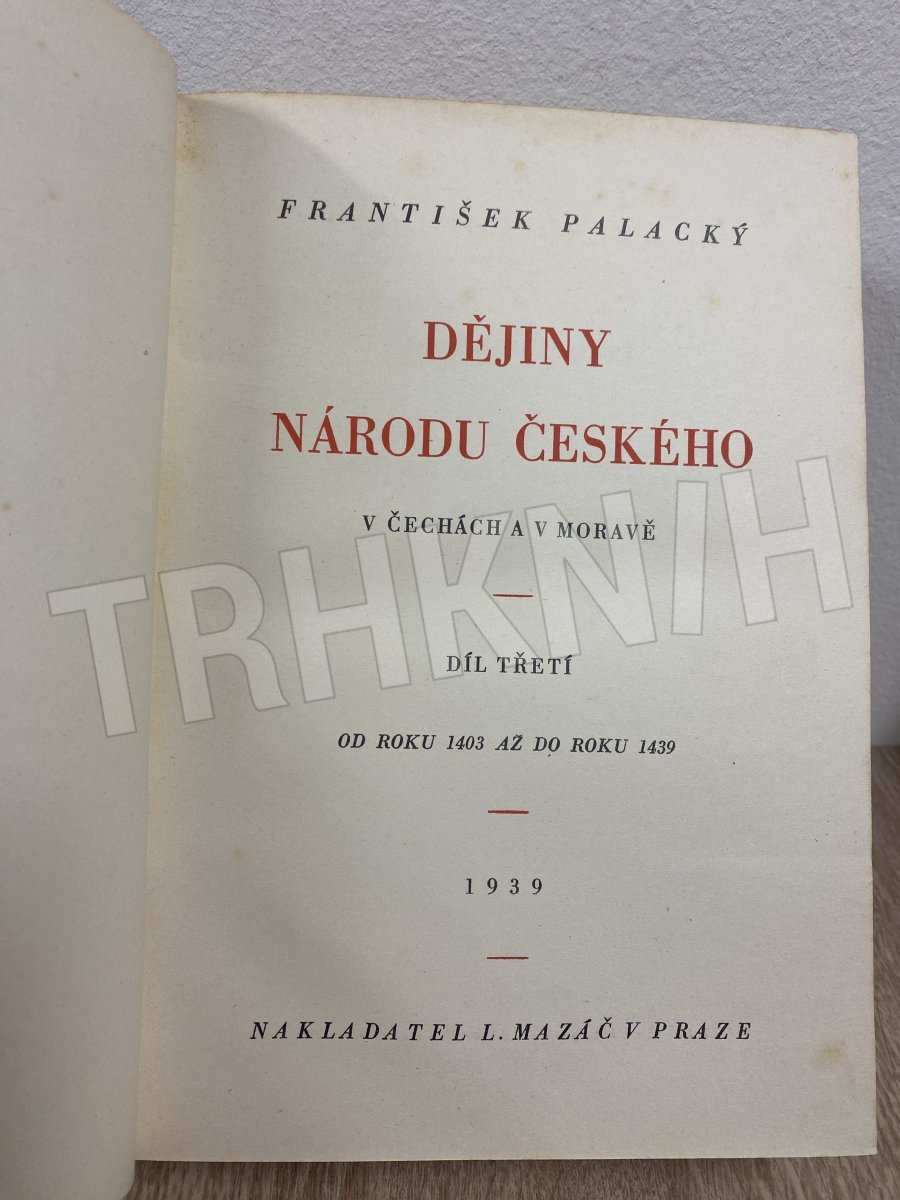 FRANTIŠEK PALACKÝ
DĚJINY
NÁRODU ČESKÉHO
V ČECHÁCH A V MORAVĚ
TRHKNIH
DÍL TŘETÍ
OD ROKU 1403 AŽ DO ROKU 1439
1939
NAKLADATEL L. MAZÁČ V PRAZE